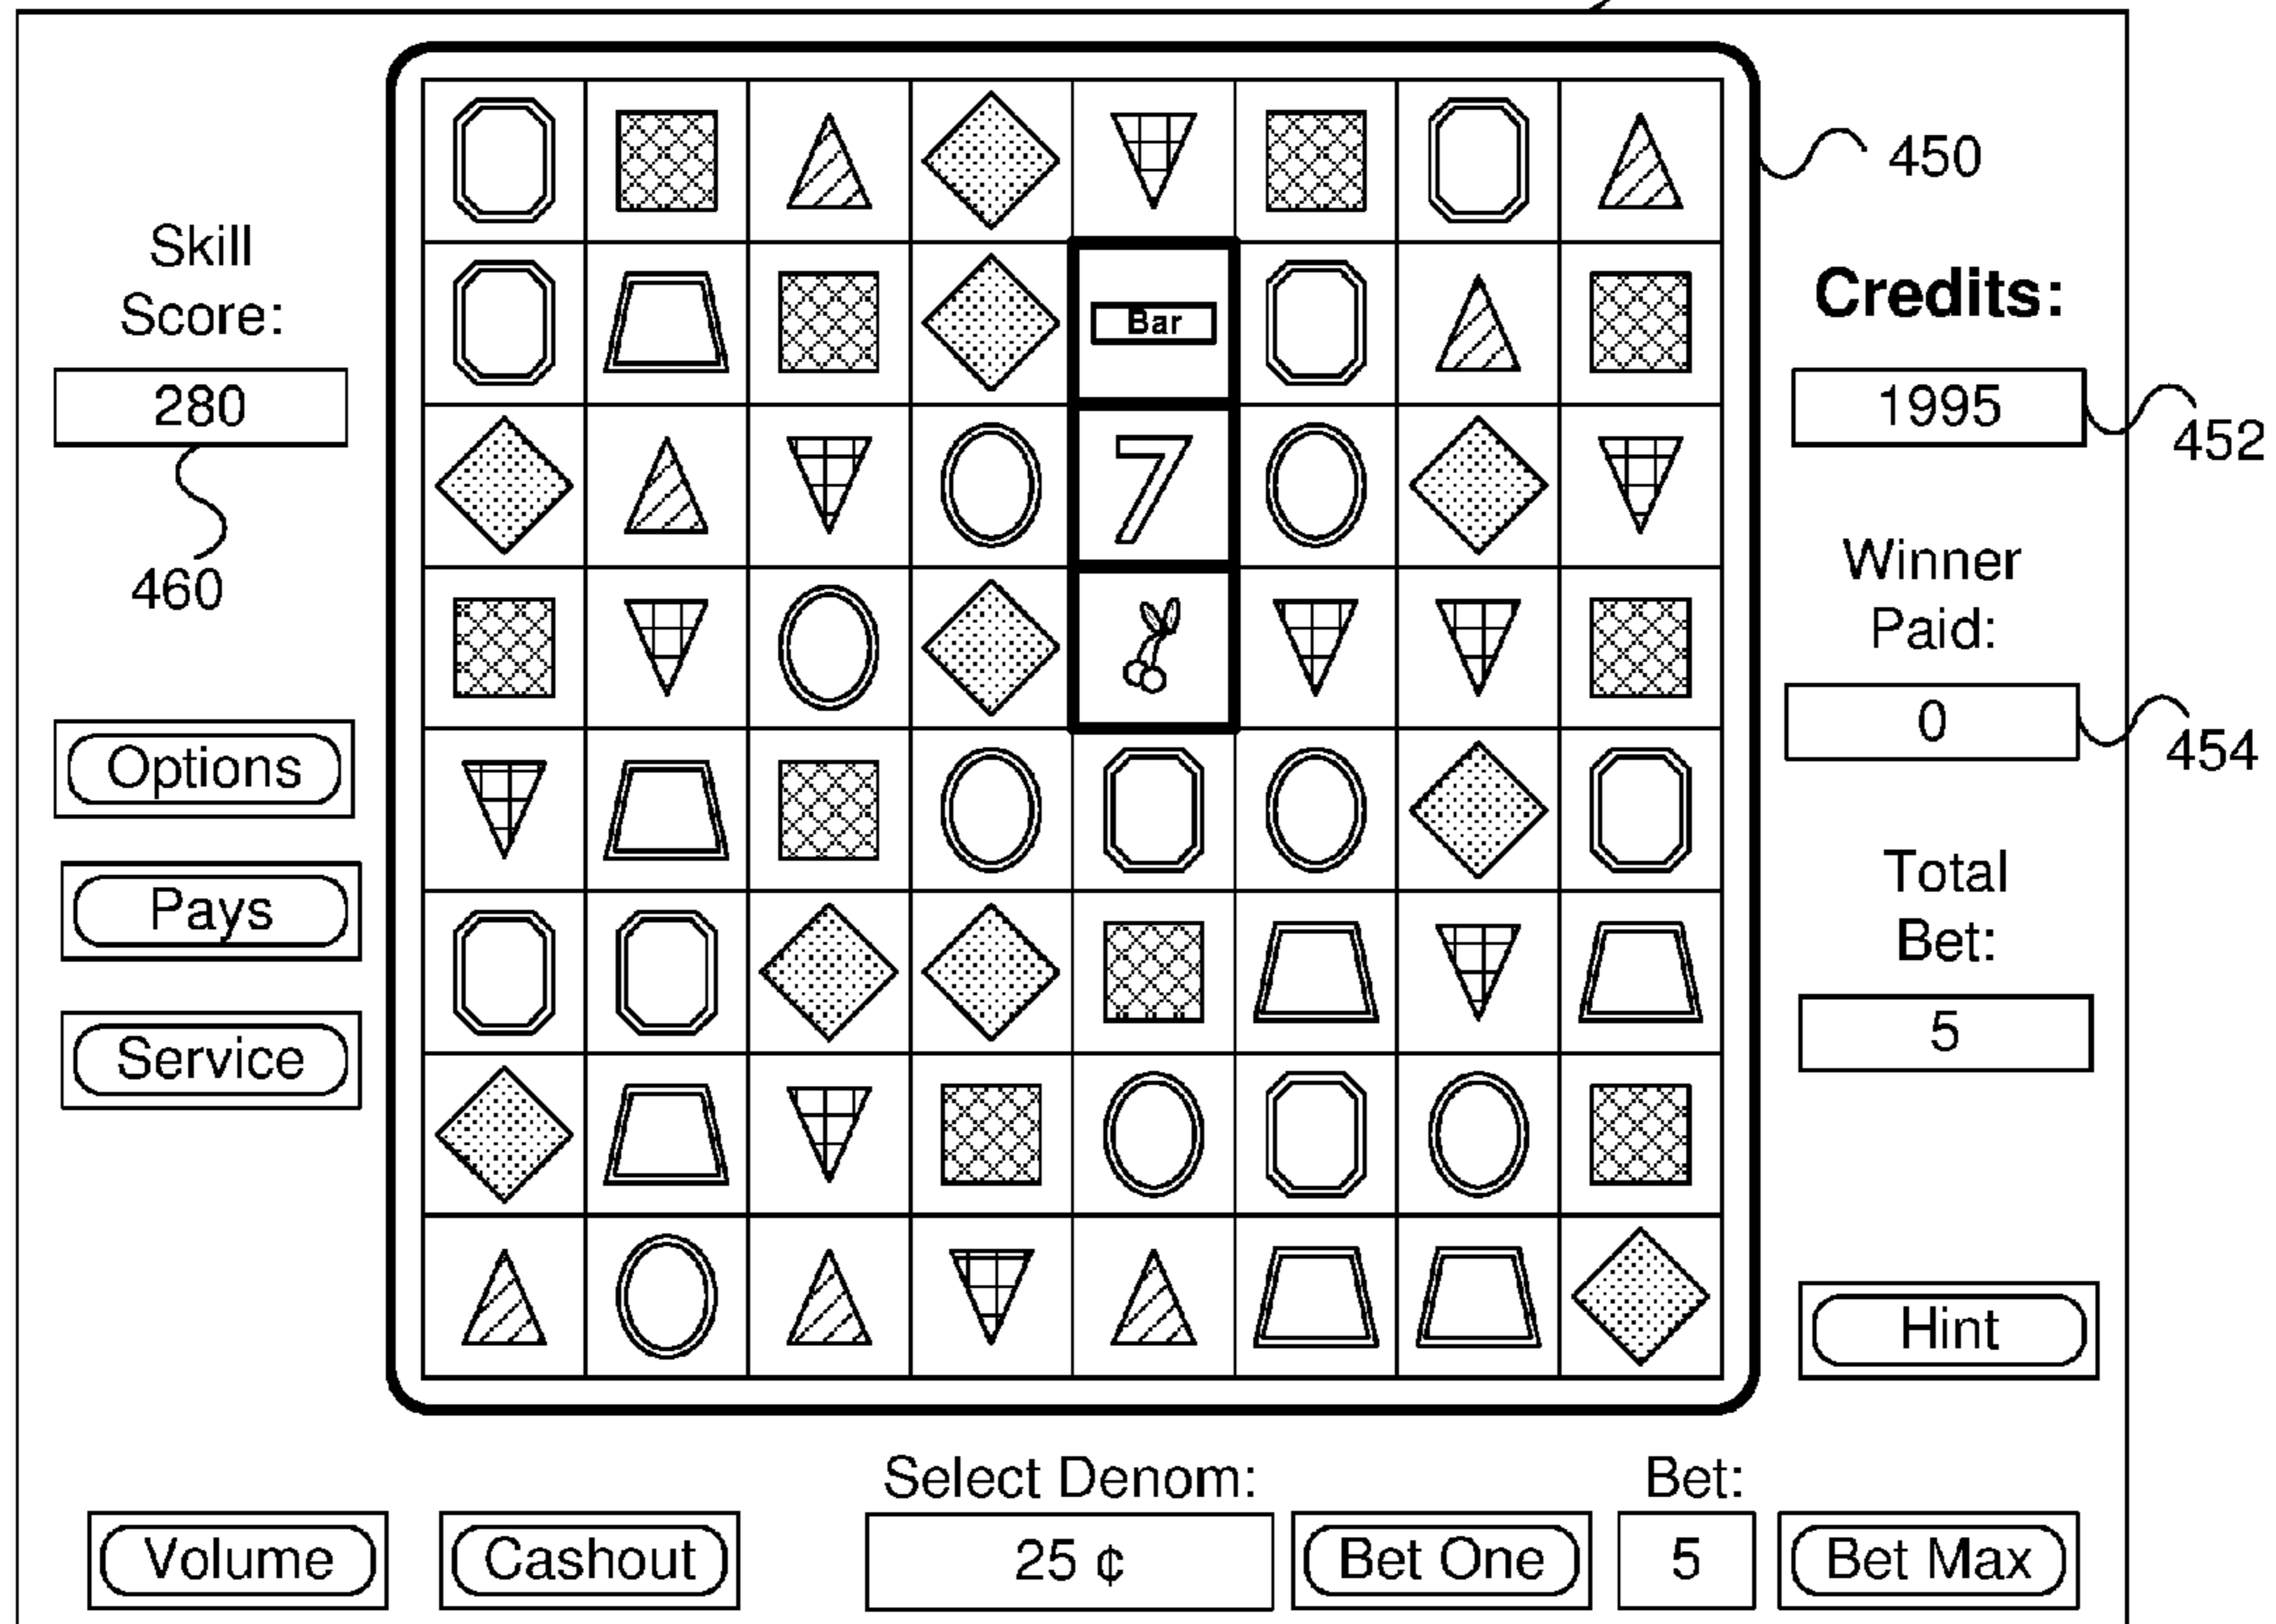 450
Skill
Score:
280
460
Bar
7
Credits:
1995
452
Winner
Paid:
0
454
Options
Pays
Service
Total
Bet:
5
Hint
Select Denom:
Bet:
Volume
Cashout
25 ¢
Bet One
5
Bet Max